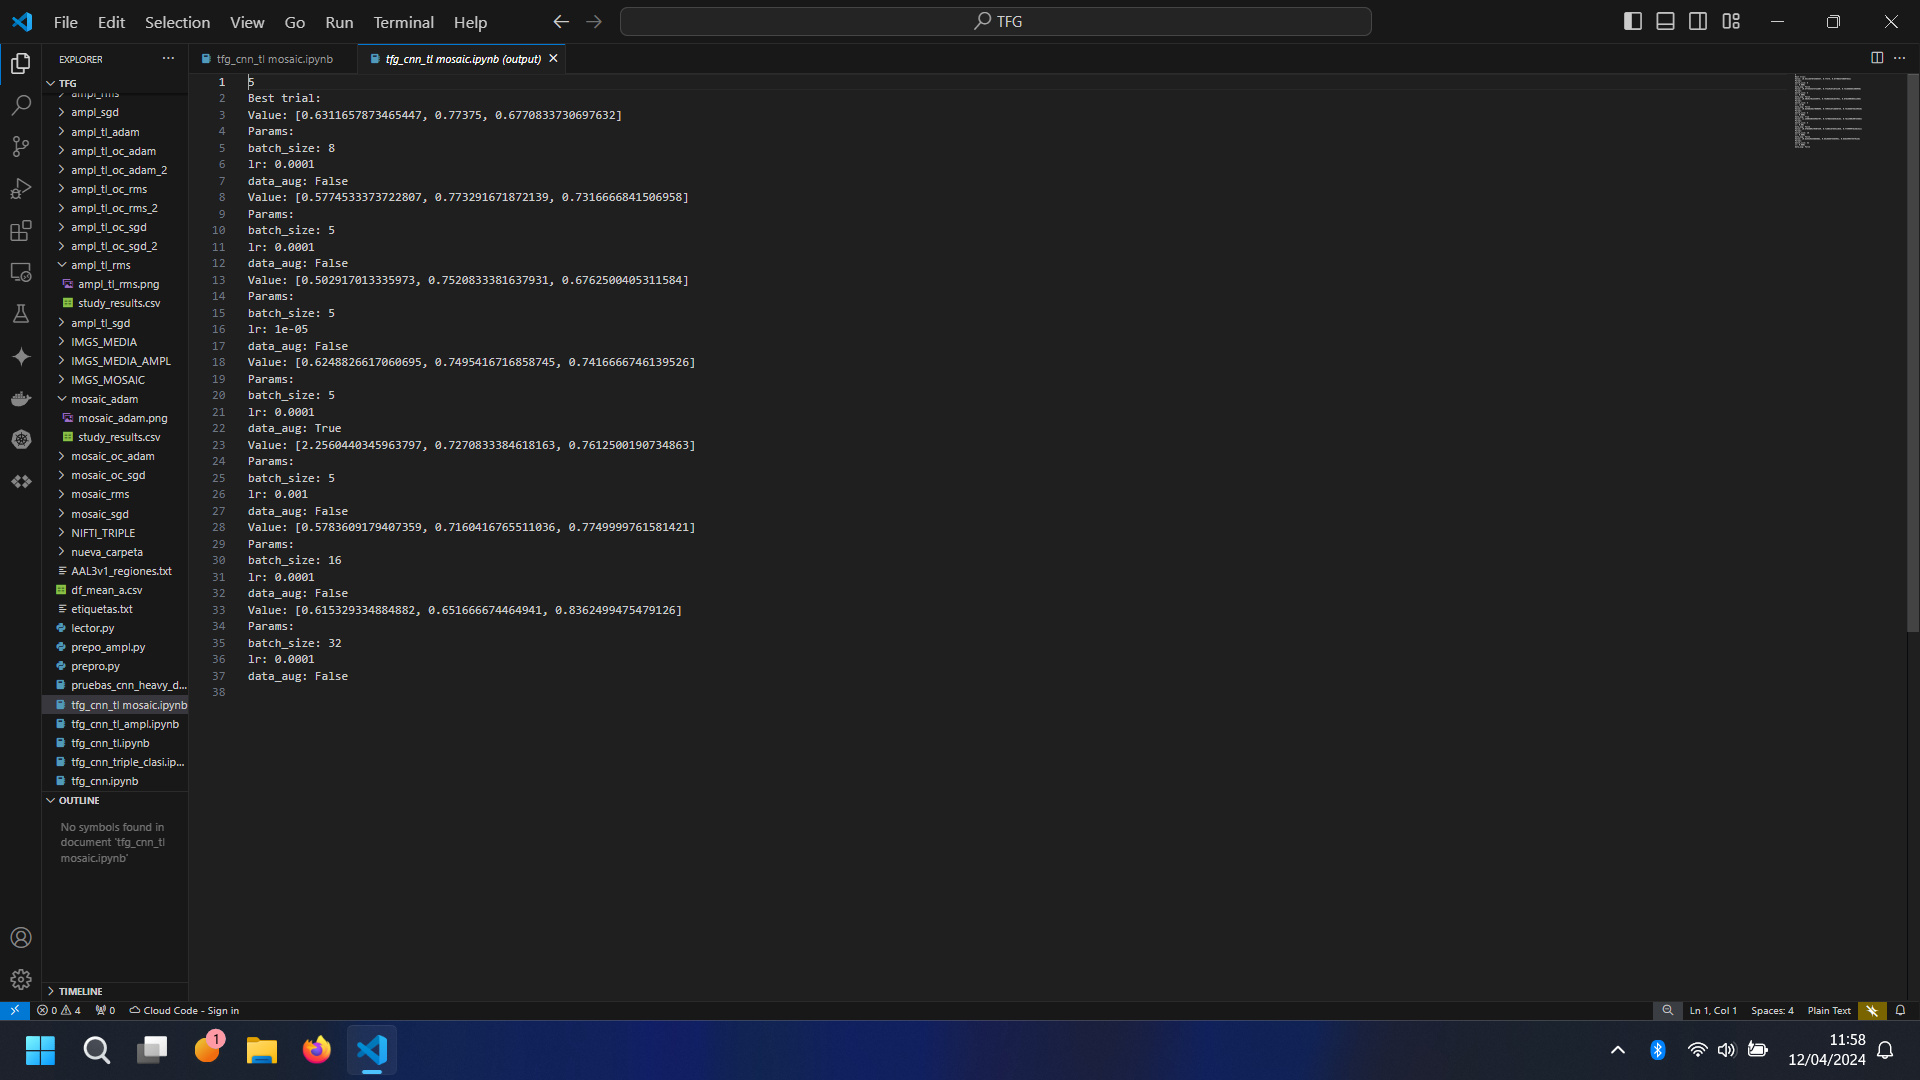 File Edit Selection View Go Run Terminal Help
TFG
EXPLORER
tfg_cnn_tl mosaic.ipynb
tfg_cnn_tl mosaic.ipynb (output)
TFG
ampl_rms
ampl_sgd
ampl_tl_adam
ampl_tl_oc_adam
ampl_tl_oc_adam_2
ampl_tl_oc_rms
ampl_tl_oc_rms_2
ampl_tl_oc_sgd
ampl_tl_oc_sgd_2
ampl_tl_rms
ampl_tl_rms.png
study_results.csv
ampl_tl_sgd
IMGS_MEDIA
IMGS_MEDIA_AMPL
IMGS_MOSAIC
mosaic_adam
mosaic_adam.png
study_results.csv
mosaic_oc_adam
mosaic_oc_sgd
mosaic_rms
mosaic_sgd
NIFTI_TRIPLE
nueva_carpeta
AAL3v1_regiones.txt
df_mean_a.csv
etiquetas.txt
lector.py
prepo_ampl.py
prepro.py
pruebas_cnn_heavy_d...
tfg_cnn_tl mosaic.ipynb
tfg_cnn_tl_ampl.ipynb
tfg_cnn_tl.ipynb
tfg_cnn_triple_clasi.ip...
tfg_cnn.ipynb
OUTLINE
No symbols found in
document 'tfg_cnn_tl
mosaic.ipynb'
TIMELINE
1 5
2 Best trial:
3 Value: [0.6311657873465447, 0.77375, 0.6770833730697632]
4 Params:
5 batch_size: 8
6 lr: 0.0001
7 data_aug: False
8 Value: [0.5774533373722807, 0.773291671872139, 0.7316666841506958]
9 Params:
10 batch_size: 5
11 lr: 0.0001
12 data_aug: False
13 Value: [0.502917013335973, 0.7520833381637931, 0.6762500405311584]
14 Params:
15 batch_size: 5
16 lr: 1e-05
17 data_aug: False
18 Value: [0.6248826617060695, 0.7495416716858745, 0.7416666746139526]
19 Params:
20 batch_size: 5
21 lr: 0.0001
22 data_aug: True
23 Value: [2.2560440345963797, 0.7270833384618163, 0.7612500190734863]
24 Params:
25 batch_size: 5
26 lr: 0.001
27 data_aug: False
28 Value: [0.5783609179407359, 0.7160416765511036, 0.7749999761581421]
29 Params:
30 batch_size: 16
31 lr: 0.0001
32 data_aug: False
33 Value: [0.615329334884882, 0.651666674464941, 0.8362499475479126]
34 Params:
35 batch_size: 32
36 lr: 0.0001
37 data_aug: False
38
0 4 0 Cloud Code - Sign in
Ln 1, Col 1 Spaces: 4 Plain Text
1
11:58
12/04/2024